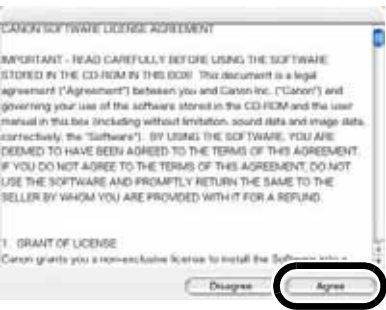 CANON SOFTWARE LICENSE AGREEMENT
IMPORTANT - READ CAREFULLY BEFORE USING THE SOFTWARE
STORED IN THE CD-ROM IN THIS BOX! This document is a legal
agreement ("Agreement") between you and Canon Inc. ("Canon") and
governing your use of the software stored in the CD-ROM and the user
manual in this box (including without limitation, sound data and image data,
correctively, the "Software"). BY USING THE SOFTWARE, YOU ARE
DEEMED TO HAVE BEEN AGREED TO THE TERMS OF THIS AGREEMENT.
IF YOU DO NOT AGREE TO THE TERMS OF THIS AGREEMENT, DO NOT
USE THE SOFTWARE AND PROMPTLY RETURN THE SAME TO THE
SELLER BY WHOM YOU ARE PROVIDED WITH IT FOR A REFUND.
1. GRANT OF LICENSE
Canon grants you a non-exclusive license to install the Software
Disagree Agree